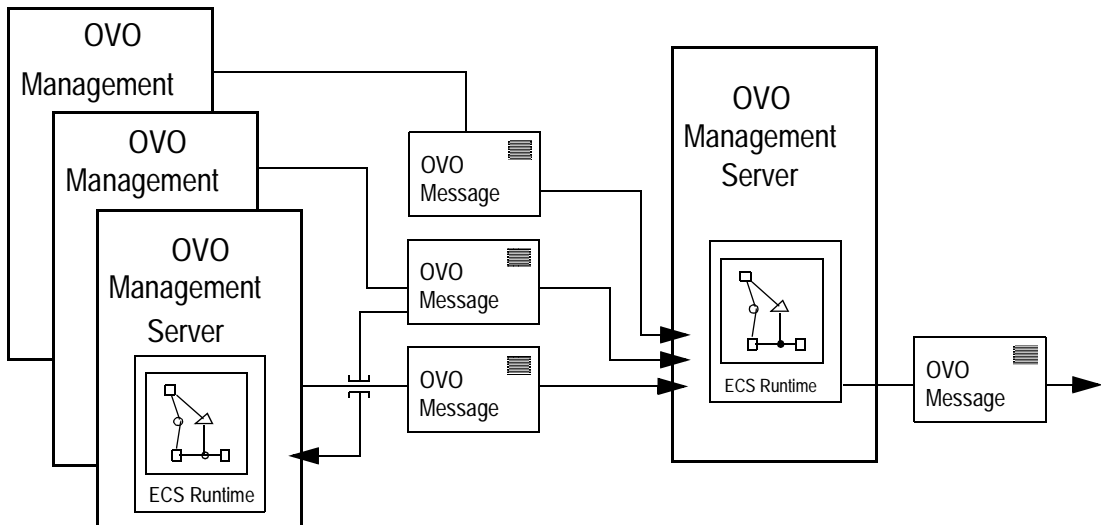 OVO
Management
OVO
Management
OVO
Management
Server
ECS Runtime
OVO
Message
OVO
Message
OVO
Message
OVO
Management
Server
ECS Runtime
OVO
Message